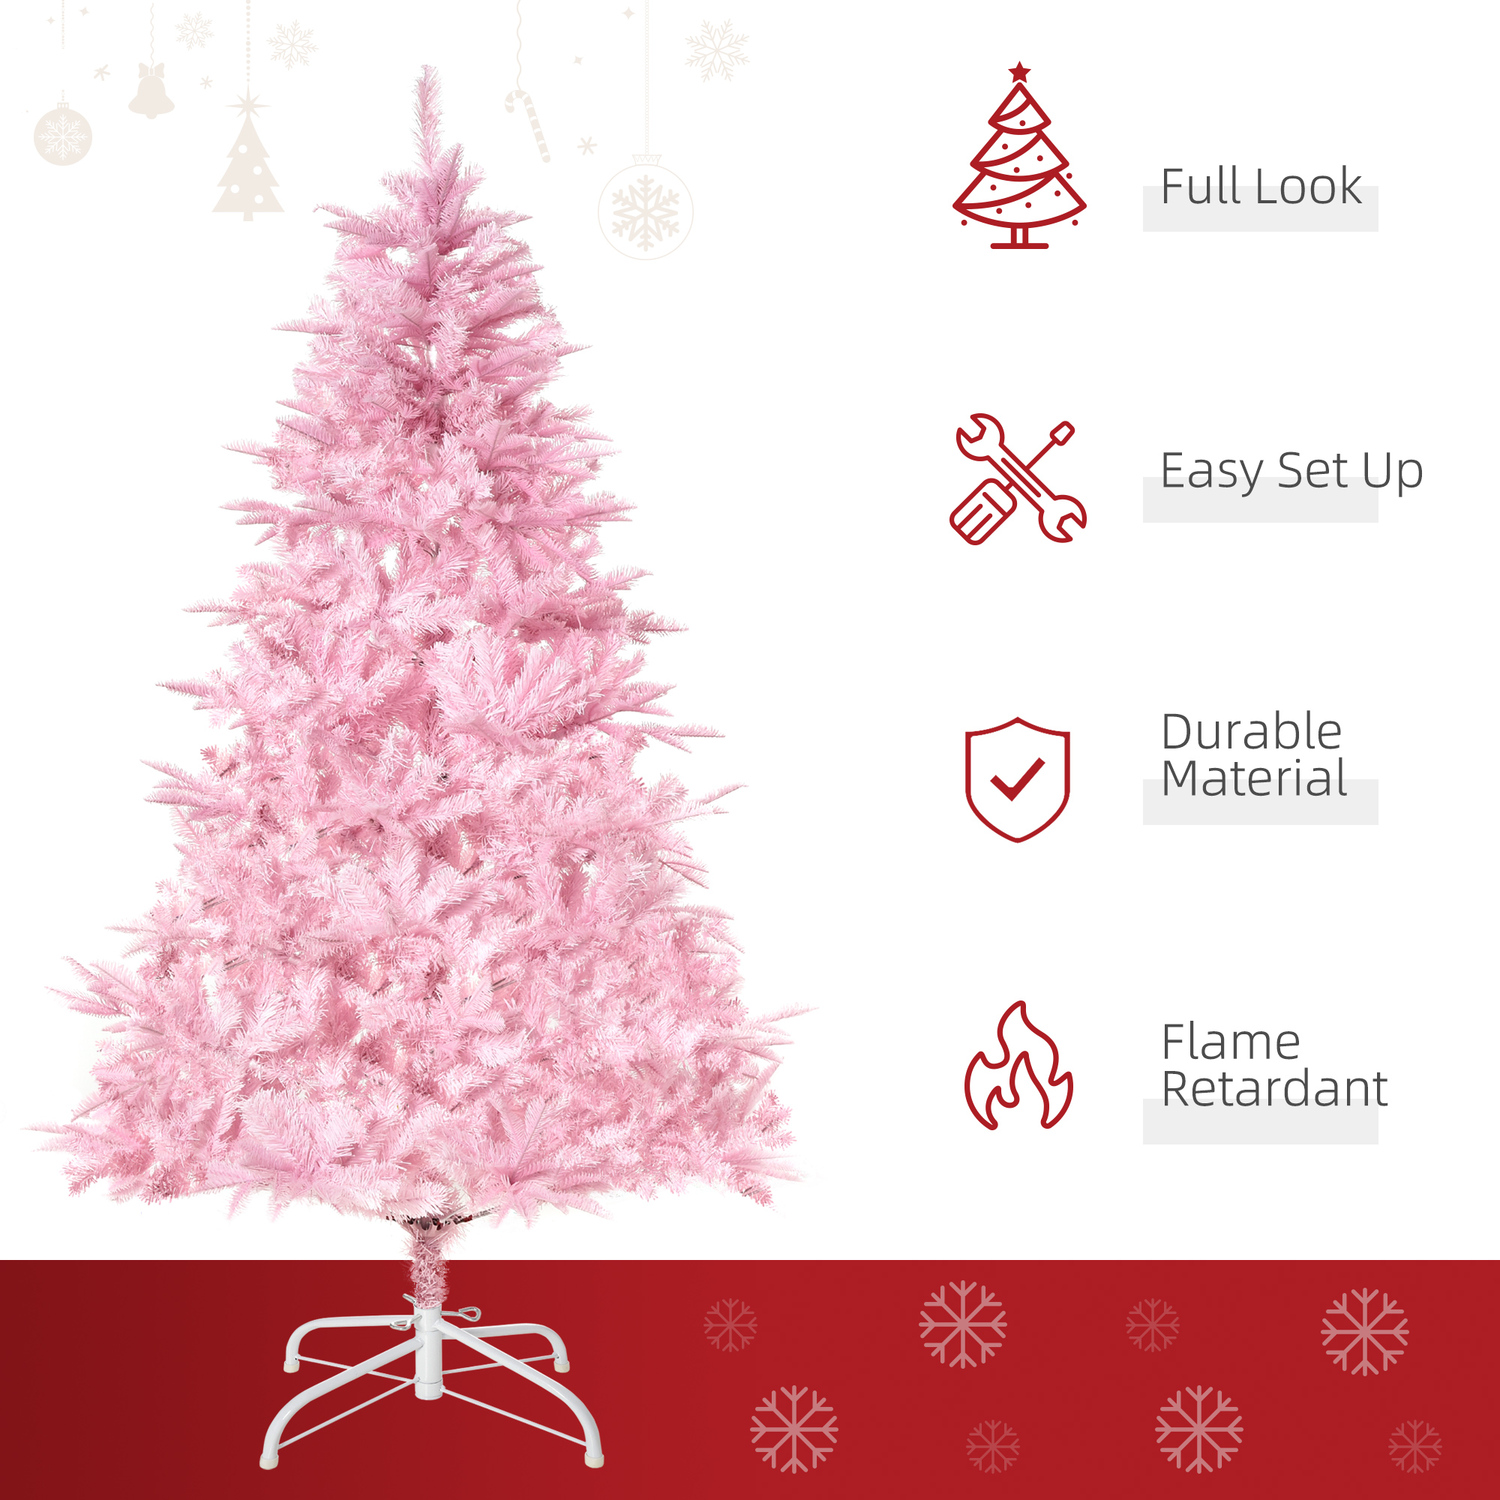 Full Look
Easy Set Up
Durable
Material
Flame
Retardant